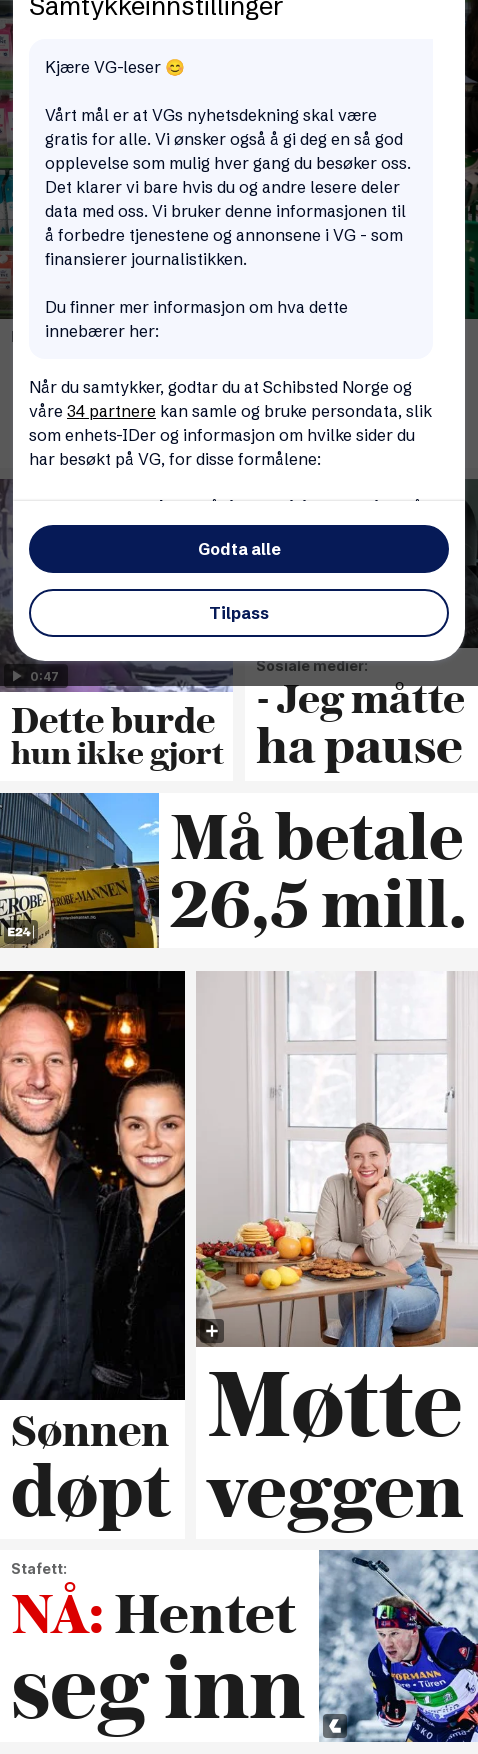 Samtykkeinnstillinger
Kjære VG-leser 😊
Vårt mål er at VGs nyhetsdekning skal være
gratis for alle. Vi ønsker også å gi deg en så god
opplevelse som mulig hver gang du besøker oss.
Det klarer vi bare hvis du og andre lesere deler
data med oss. Vi bruker denne informasjonen til
å forbedre tjenestene og annonsene i VG - som
finansierer journalistikken.
Du finner mer informasjon om hva dette
innebærer her:
Når du samtykker, godtar du at Schibsted Norge og
våre 34 partnere kan samle og bruke persondata, slik
som enhets-IDer og informasjon om hvilke sider du
har besøkt på VG, for disse formålene:
Godta alle
Tilpass
0:47
Dette burde
hun ikke gjort
Sosiale medier:
- Jeg måtte
ha pause
EROBE-MANNEN
E24
Må betale
26,5 mill.
Sønnen
døpt
Møtte
veggen
Stafett:
NÅ: Hentet
seg inn